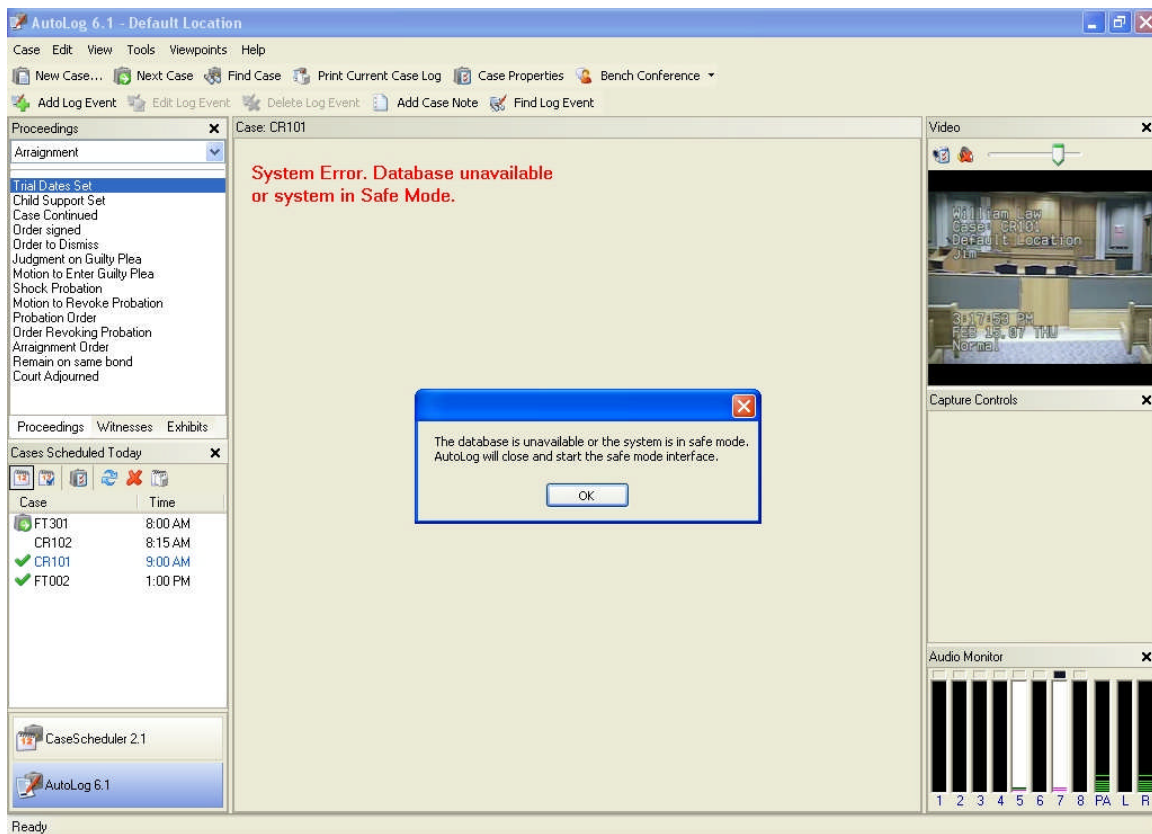 AutoLog 6.1 - Default Location
Case Edit View Tools Viewpoints Help
New Case... Next Case Find Case Print Current Case Log Case Properties Bench Conference
Add Log Event Edit Log Event Delete Log Event Add Case Note Find Log Event
Proceedings
Arraignment
Trial Dates Set
Child Support Set
Case Continued
Order signed
Order to Dismiss
Judgment on Guilty Plea
Motion to Enter Guilty Plea
Shock Probation
Motion to Revoke Probation
Probation Order
Order Revoking Probation
Arraignment Order
Remain on same bond
Court Adjourned
Proceedings Witnesses Exhibits
Cases Scheduled Today
Case Time
FT301 8:00 AM
CR102 8:15 AM
CR101 9:00 AM
FT002 1:00 PM
12 CaseScheduler 2.1
AutoLog 6.1
Case: CR101
System Error. Database unavailable
or system in Safe Mode.
The database is unavailable or the system is in safe mode.
AutoLog will close and start the safe mode interface.
OK
Video
William Law
Case: CR101
Default Location
Jim
3:17:53 PM
FEB 15,07 THU
Normal
Capture Controls
Audio Monitor
1 2 3 4 5 6 7 8 PA L R
Ready